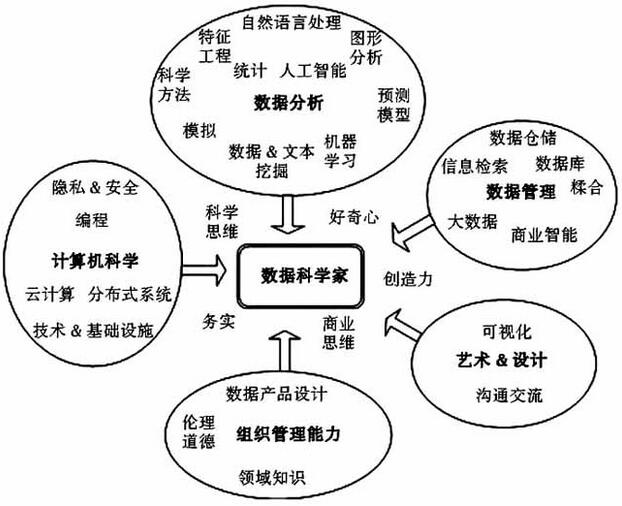 自然语言处理
特征
工程
图形
分析
科学
方法
统计
人工智能
数据分析
预测
模型
模拟
数据 & 文本
挖掘
机器
学习
数据仓储
信息检索
数据库
数据管理
糅合
大数据
商业智能
隐私 & 安全
编程
计算机科学
云计算
分布式系统
技术 & 基础设施
科学
思维
好奇心
数据科学家
创造力
务实
商业
思维
可视化
艺术 & 设计
沟通交流
数据产品设计
伦理
道德
组织管理能力
领域知识